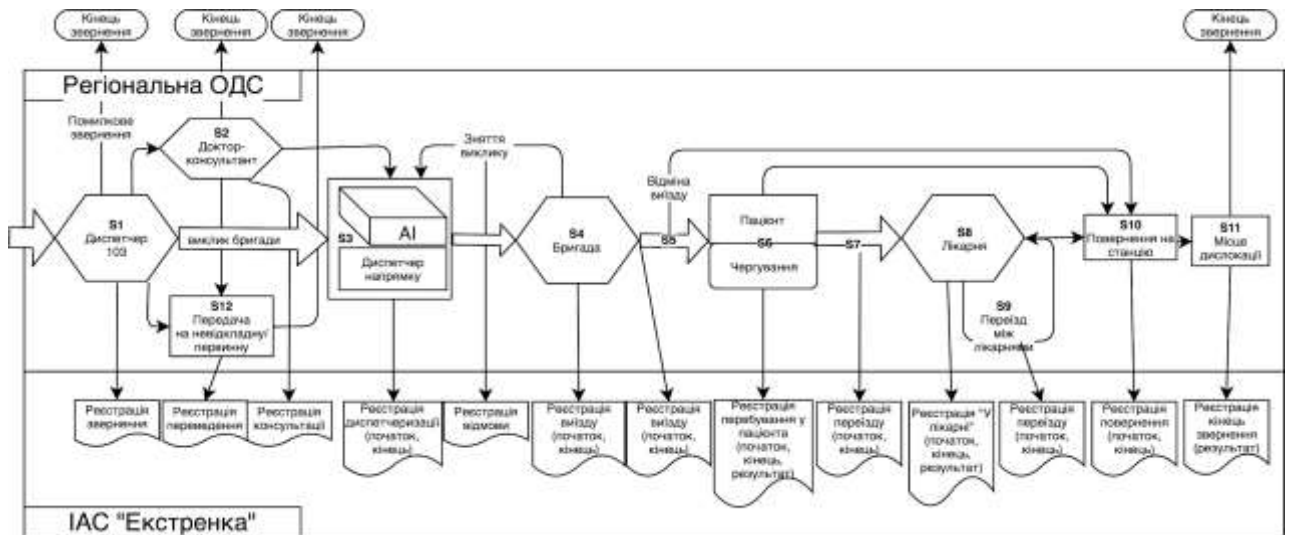 Кінець
звернення
Кінець
звернення
Кінець
звернення
Кінець
звернення
Регіональна ОДС
Помилкове
звернення
S2
Доктор-
консультант
Зняття
виклику
Відміна
виїзду
S1
Диспетчер
103
виклик бригади
S3
AI
Диспетчер
напрямку
S4
Бригада
S5
Пацієнт
S6
Чергування
S7
S8
Лікарня
S9
Переїзд
між
лікарнями
S10
Повернення на
станцію
S11
Місце
дислокації
S12
Передача
на невідкладну/
первинну
Реєстрація
звернення
Реєстрація
переведення
Реєстрація
консультації
Реєстрація
диспетчеризації
(початок,
кінець)
Реєстрація
відмови
Реєстрація
виїзду
(початок,
кінець)
Реєстрація
виїзду
(початок,
кінець)
Реєстрація
перебування у
пацієнта
(початок,
кінець,
результат)
Реєстрація
переїзду
(початок,
кінець)
Реєстрація "V
лікарні"
(початок,
кінець,
результат)
Реєстрація
переїзду
(початок,
кінець)
Реєстрація
повернення
(початок,
кінець)
Реєстрація
кінець
звернення
(результат)
ІАС "Екстренка"